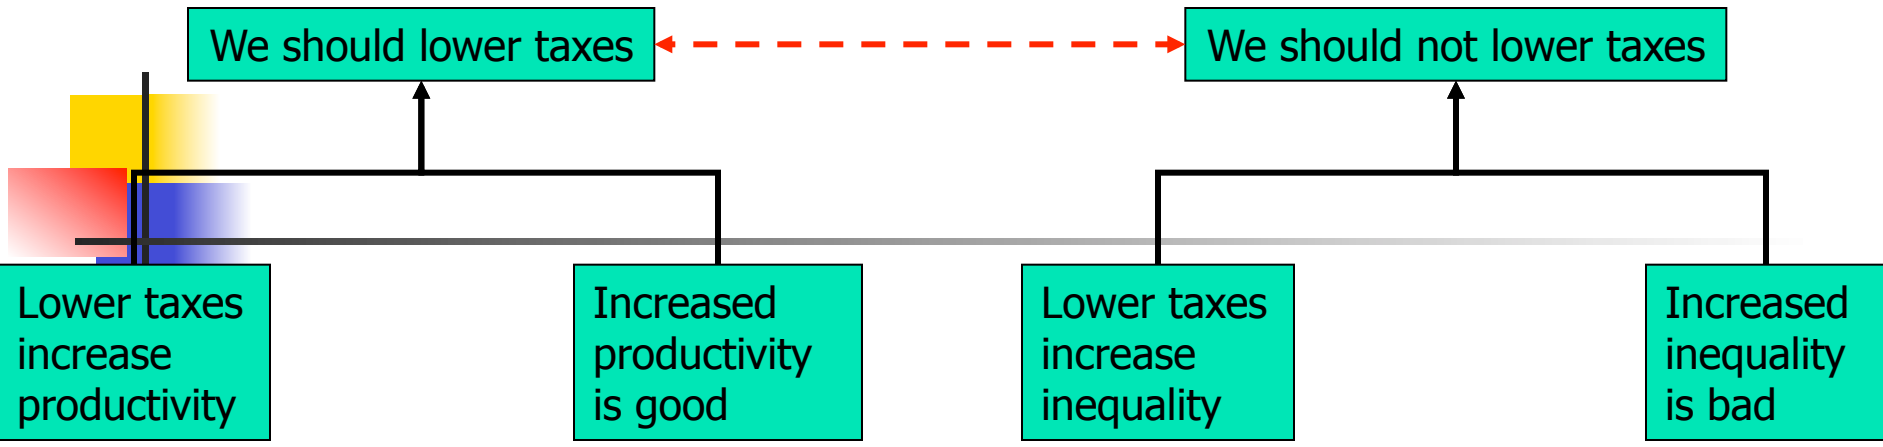 We should lower taxes
We should not lower taxes
Lower taxes
increase
productivity
Increased
productivity
is good
Lower taxes
increase
inequality
Increased
inequality
is bad